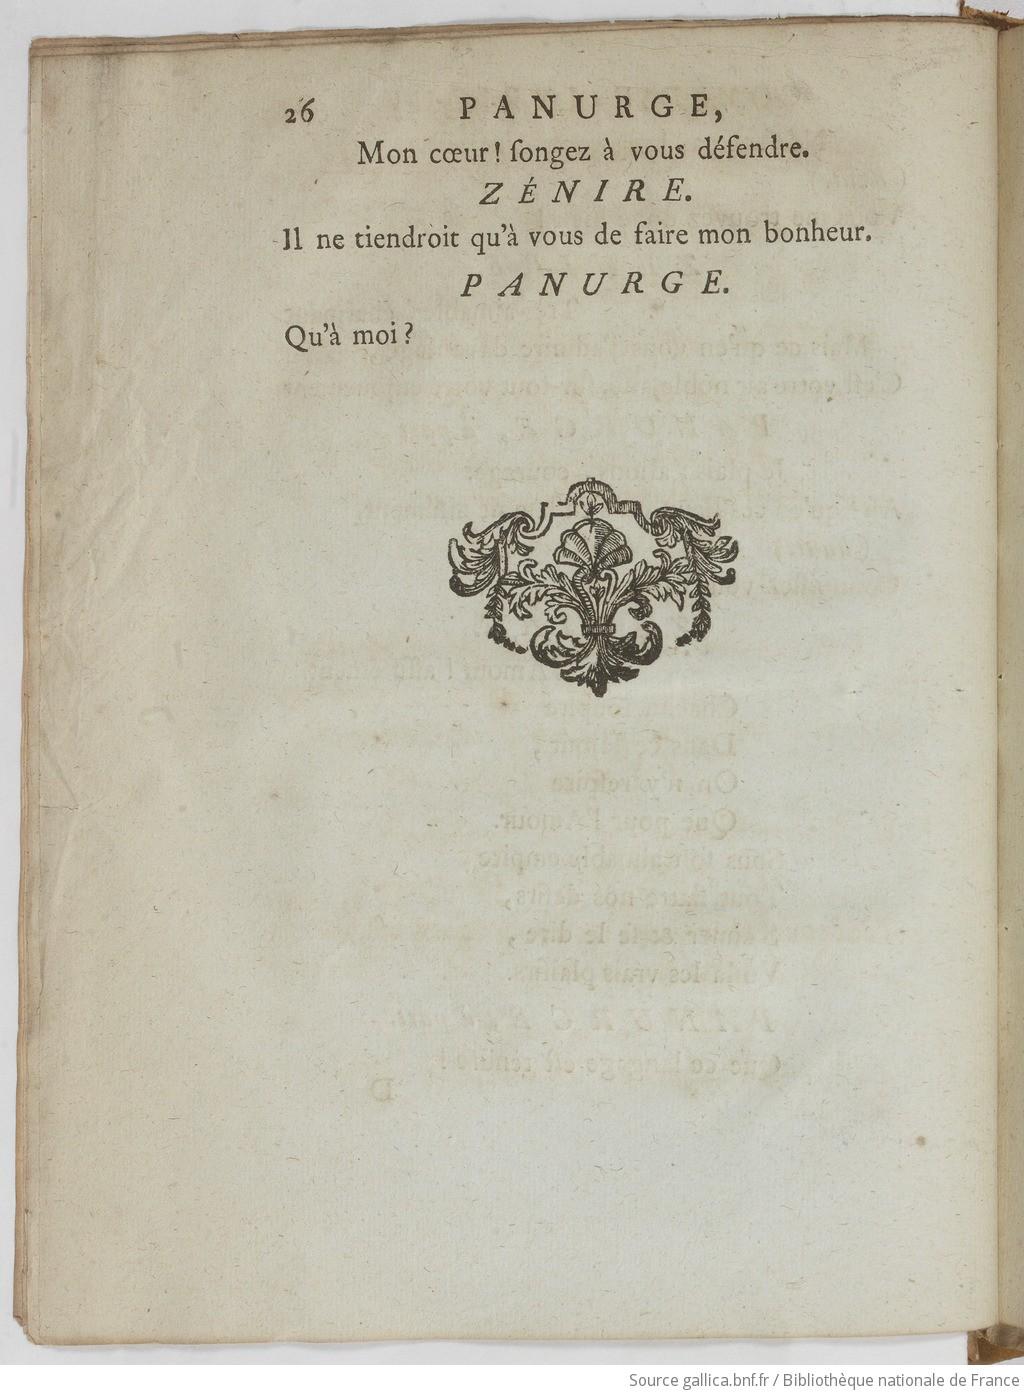 26 PANURGE,
Mon cœur ! ſongez à vous défendre.
ZÉNIRE.
Il ne tiendroit qu'à vous de faire mon bonheur.
PANURGE.
Qu'à moi ?
Source gallica.bnf.fr / Bibliothèque nationale de France